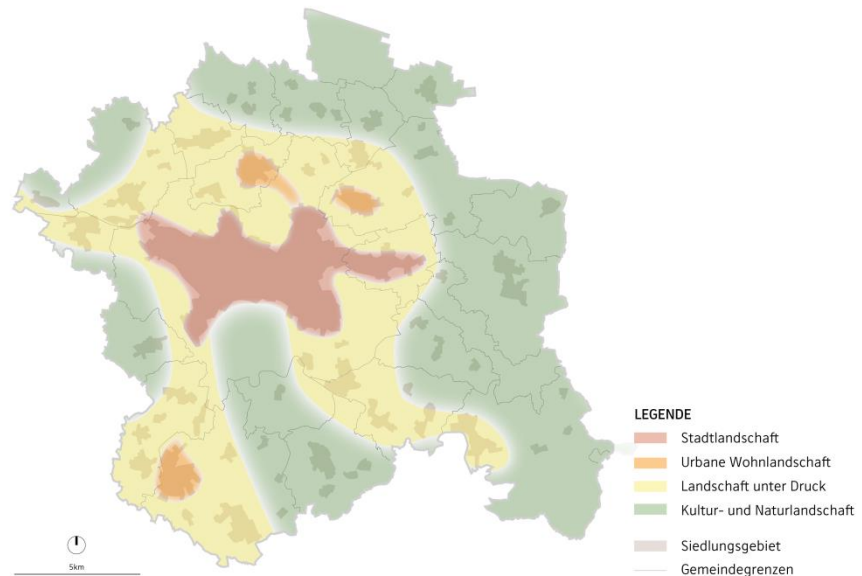 LEGENDE
Stadtlandschaft
Urbane Wohnlandschaft
Landschaft unter Druck
Kultur- und Naturlandschaft
Siedlungsgebiet
Gemeindegrenzen
5km